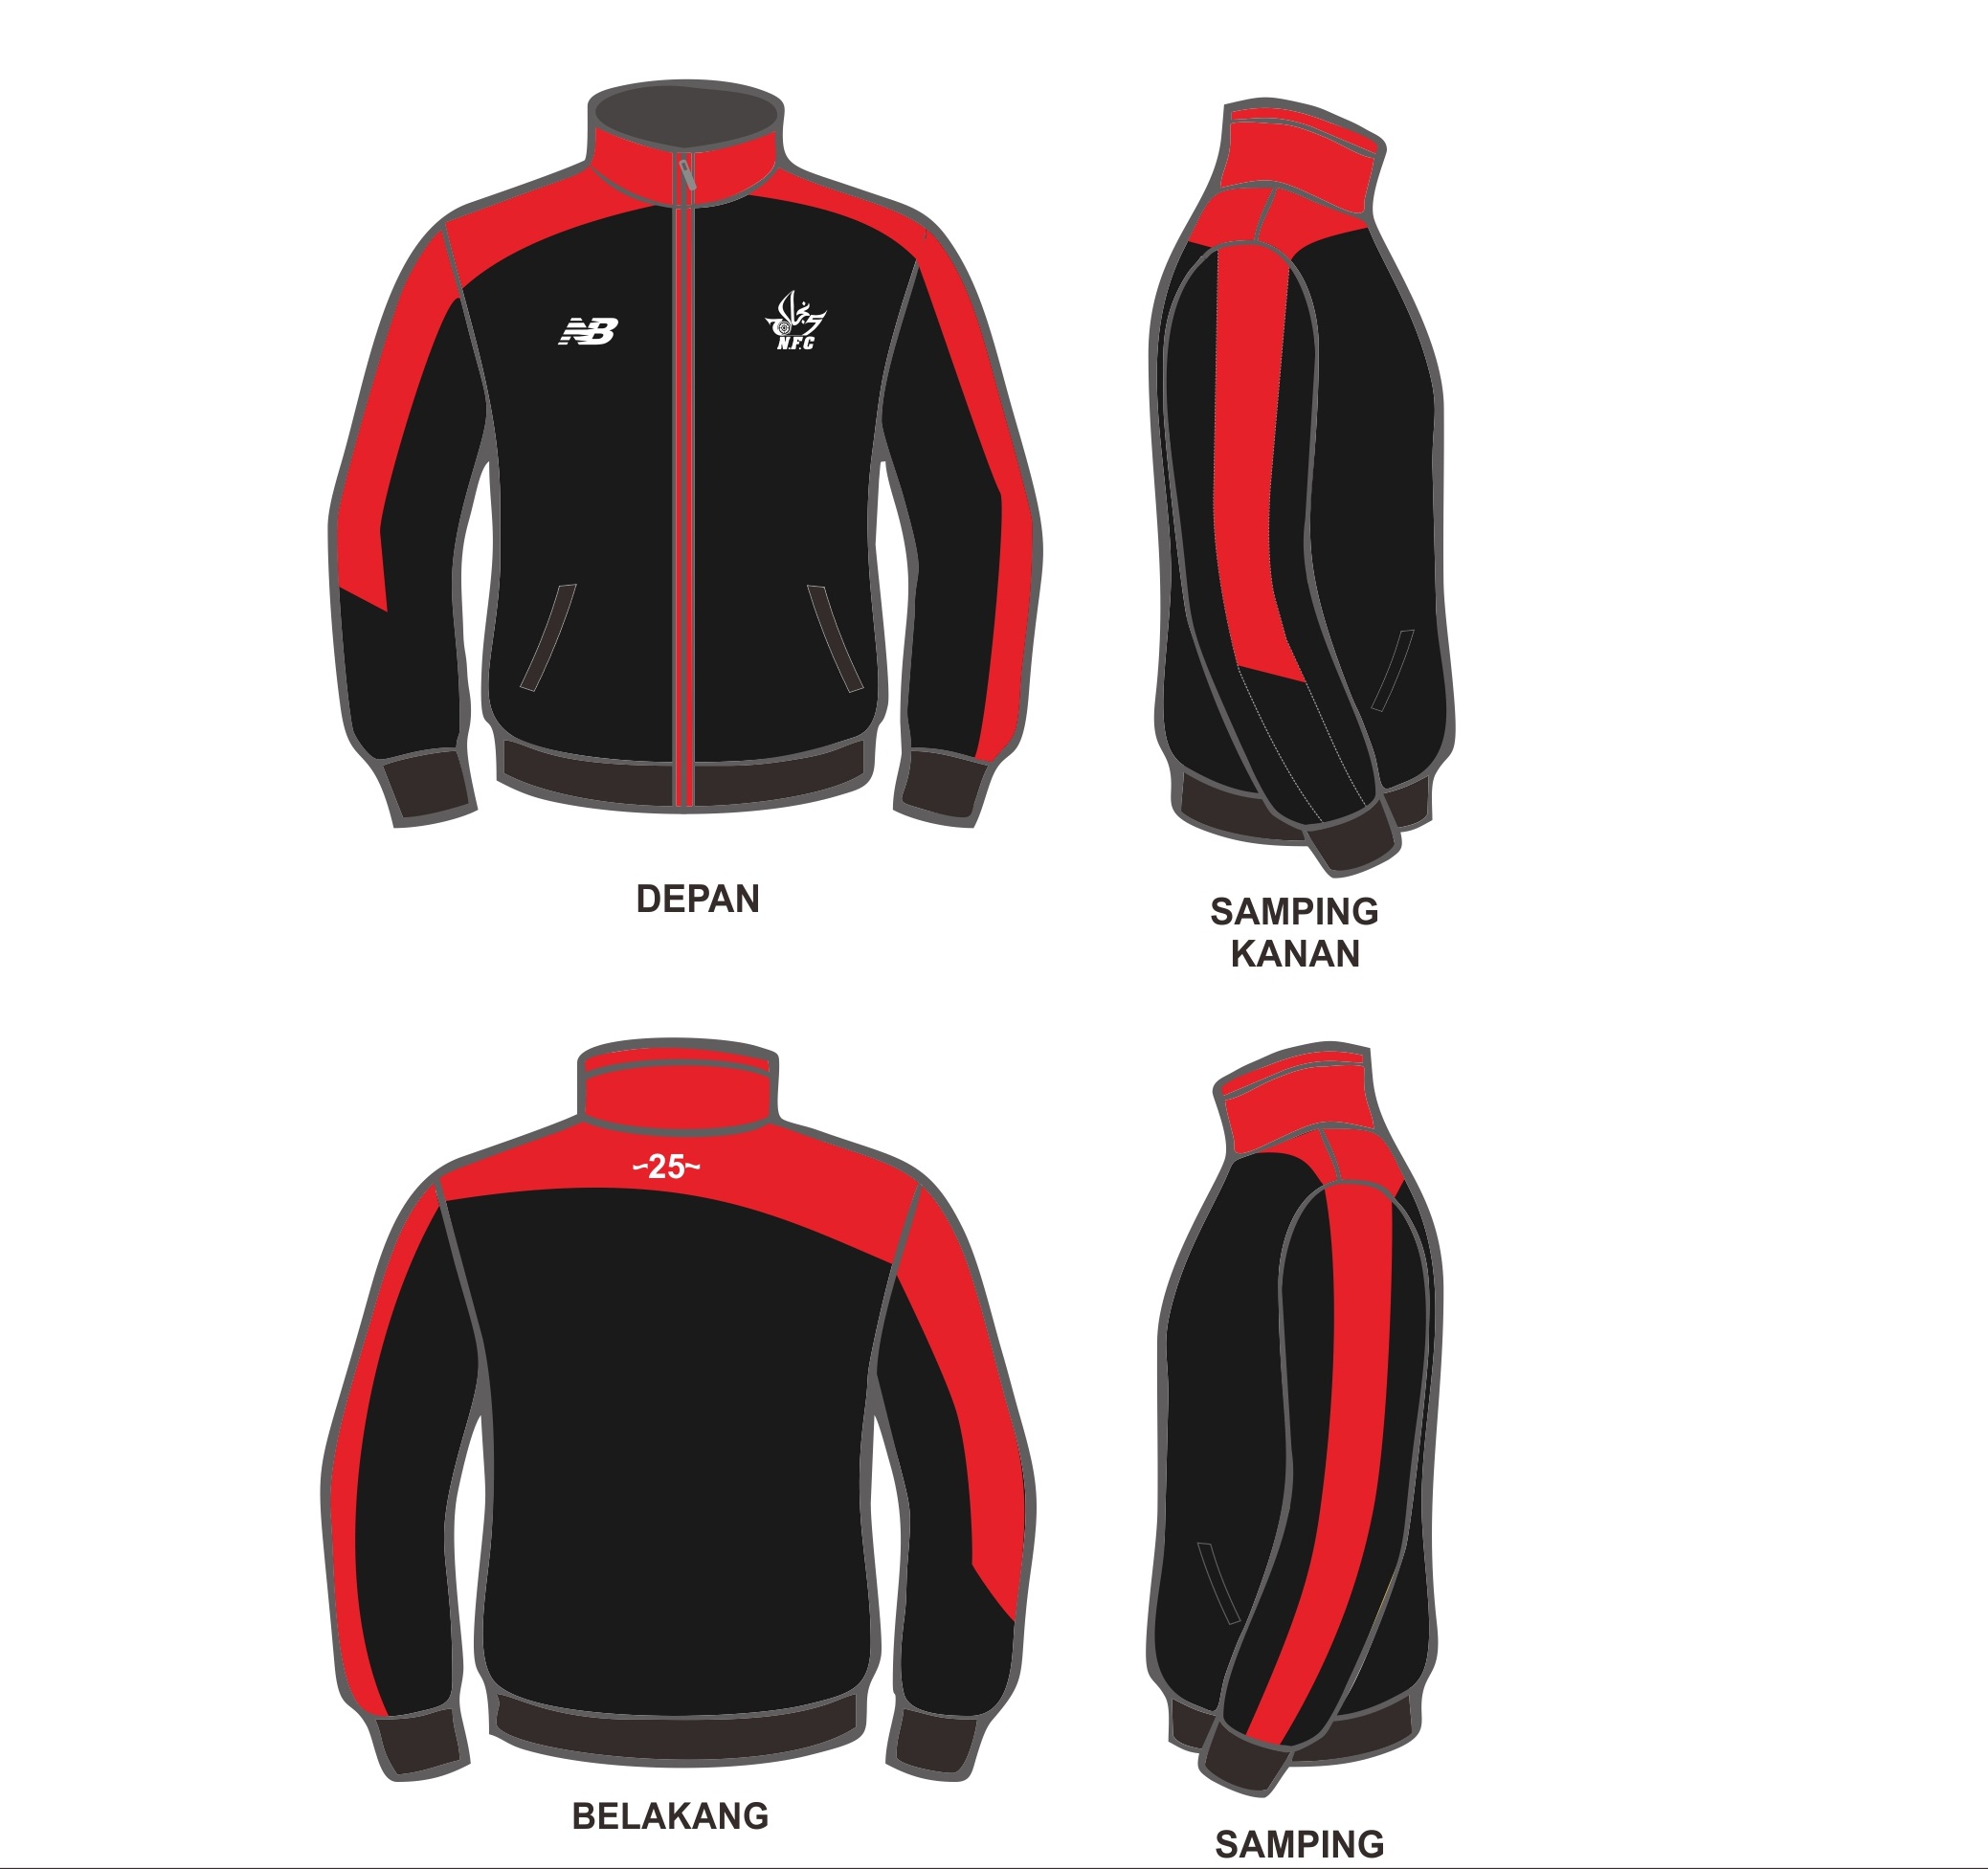 NB
N.F.C
DEPAN
SAMPING
KANAN
~25~
BELAKANG
SAMPING